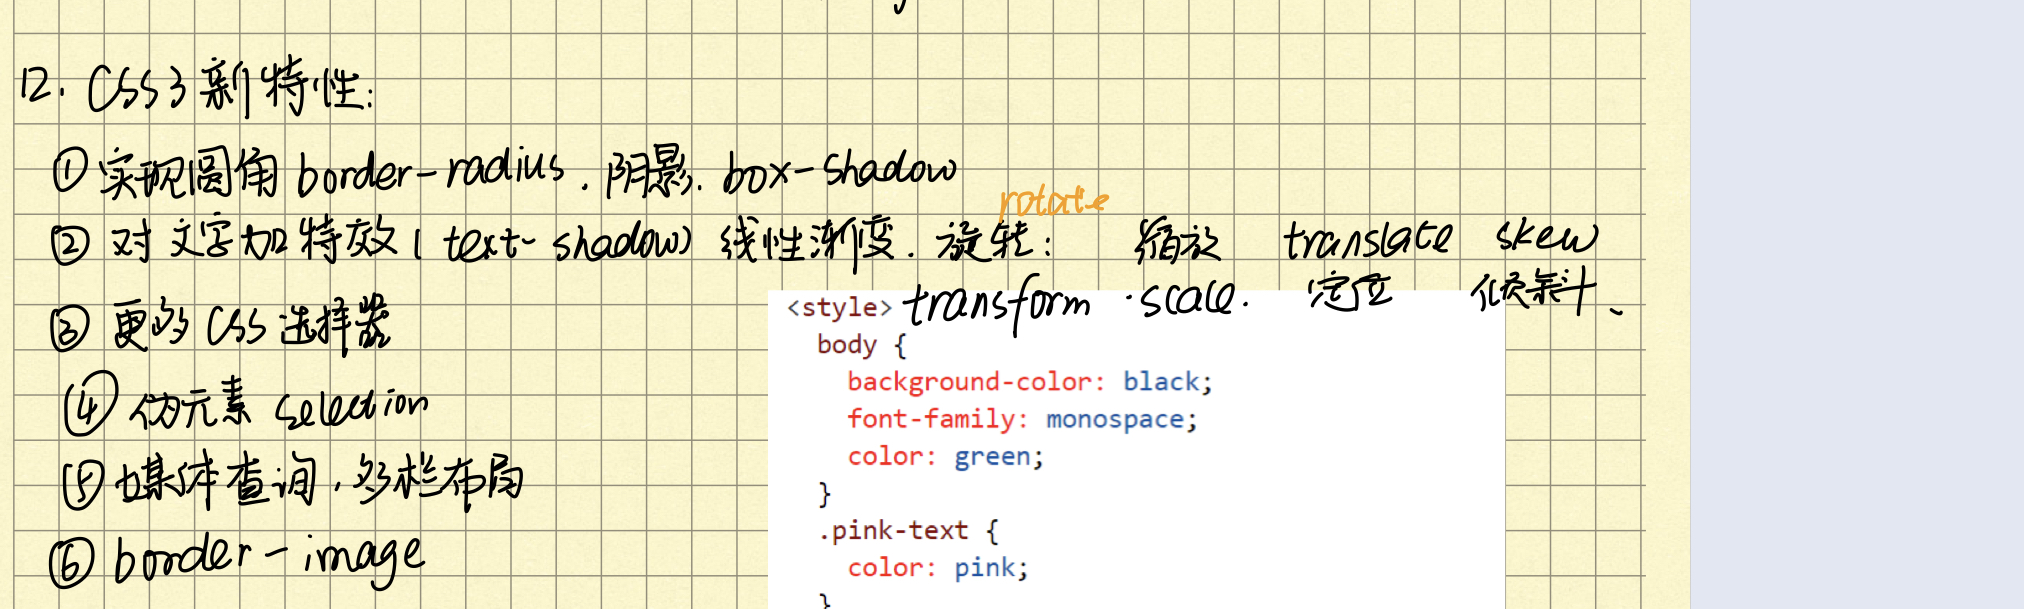 12. CSS3新特性:
① 实现圆角 border-radius. 阴影. box-shadow
rotate
② 对文字加特效 ( text-shadow) 线性渐变. 旋转: 缩放 translate skew
transform ·scale. 定位 倾斜
③ 更多 CSS 选择器
④ 伪元素 selection
⑤ 媒体查询, 多栏布局
⑥ border-image
<style>
body {
background-color: black;
font-family: monospace;
color: green;
}
.pink-text {
color: pink;
}